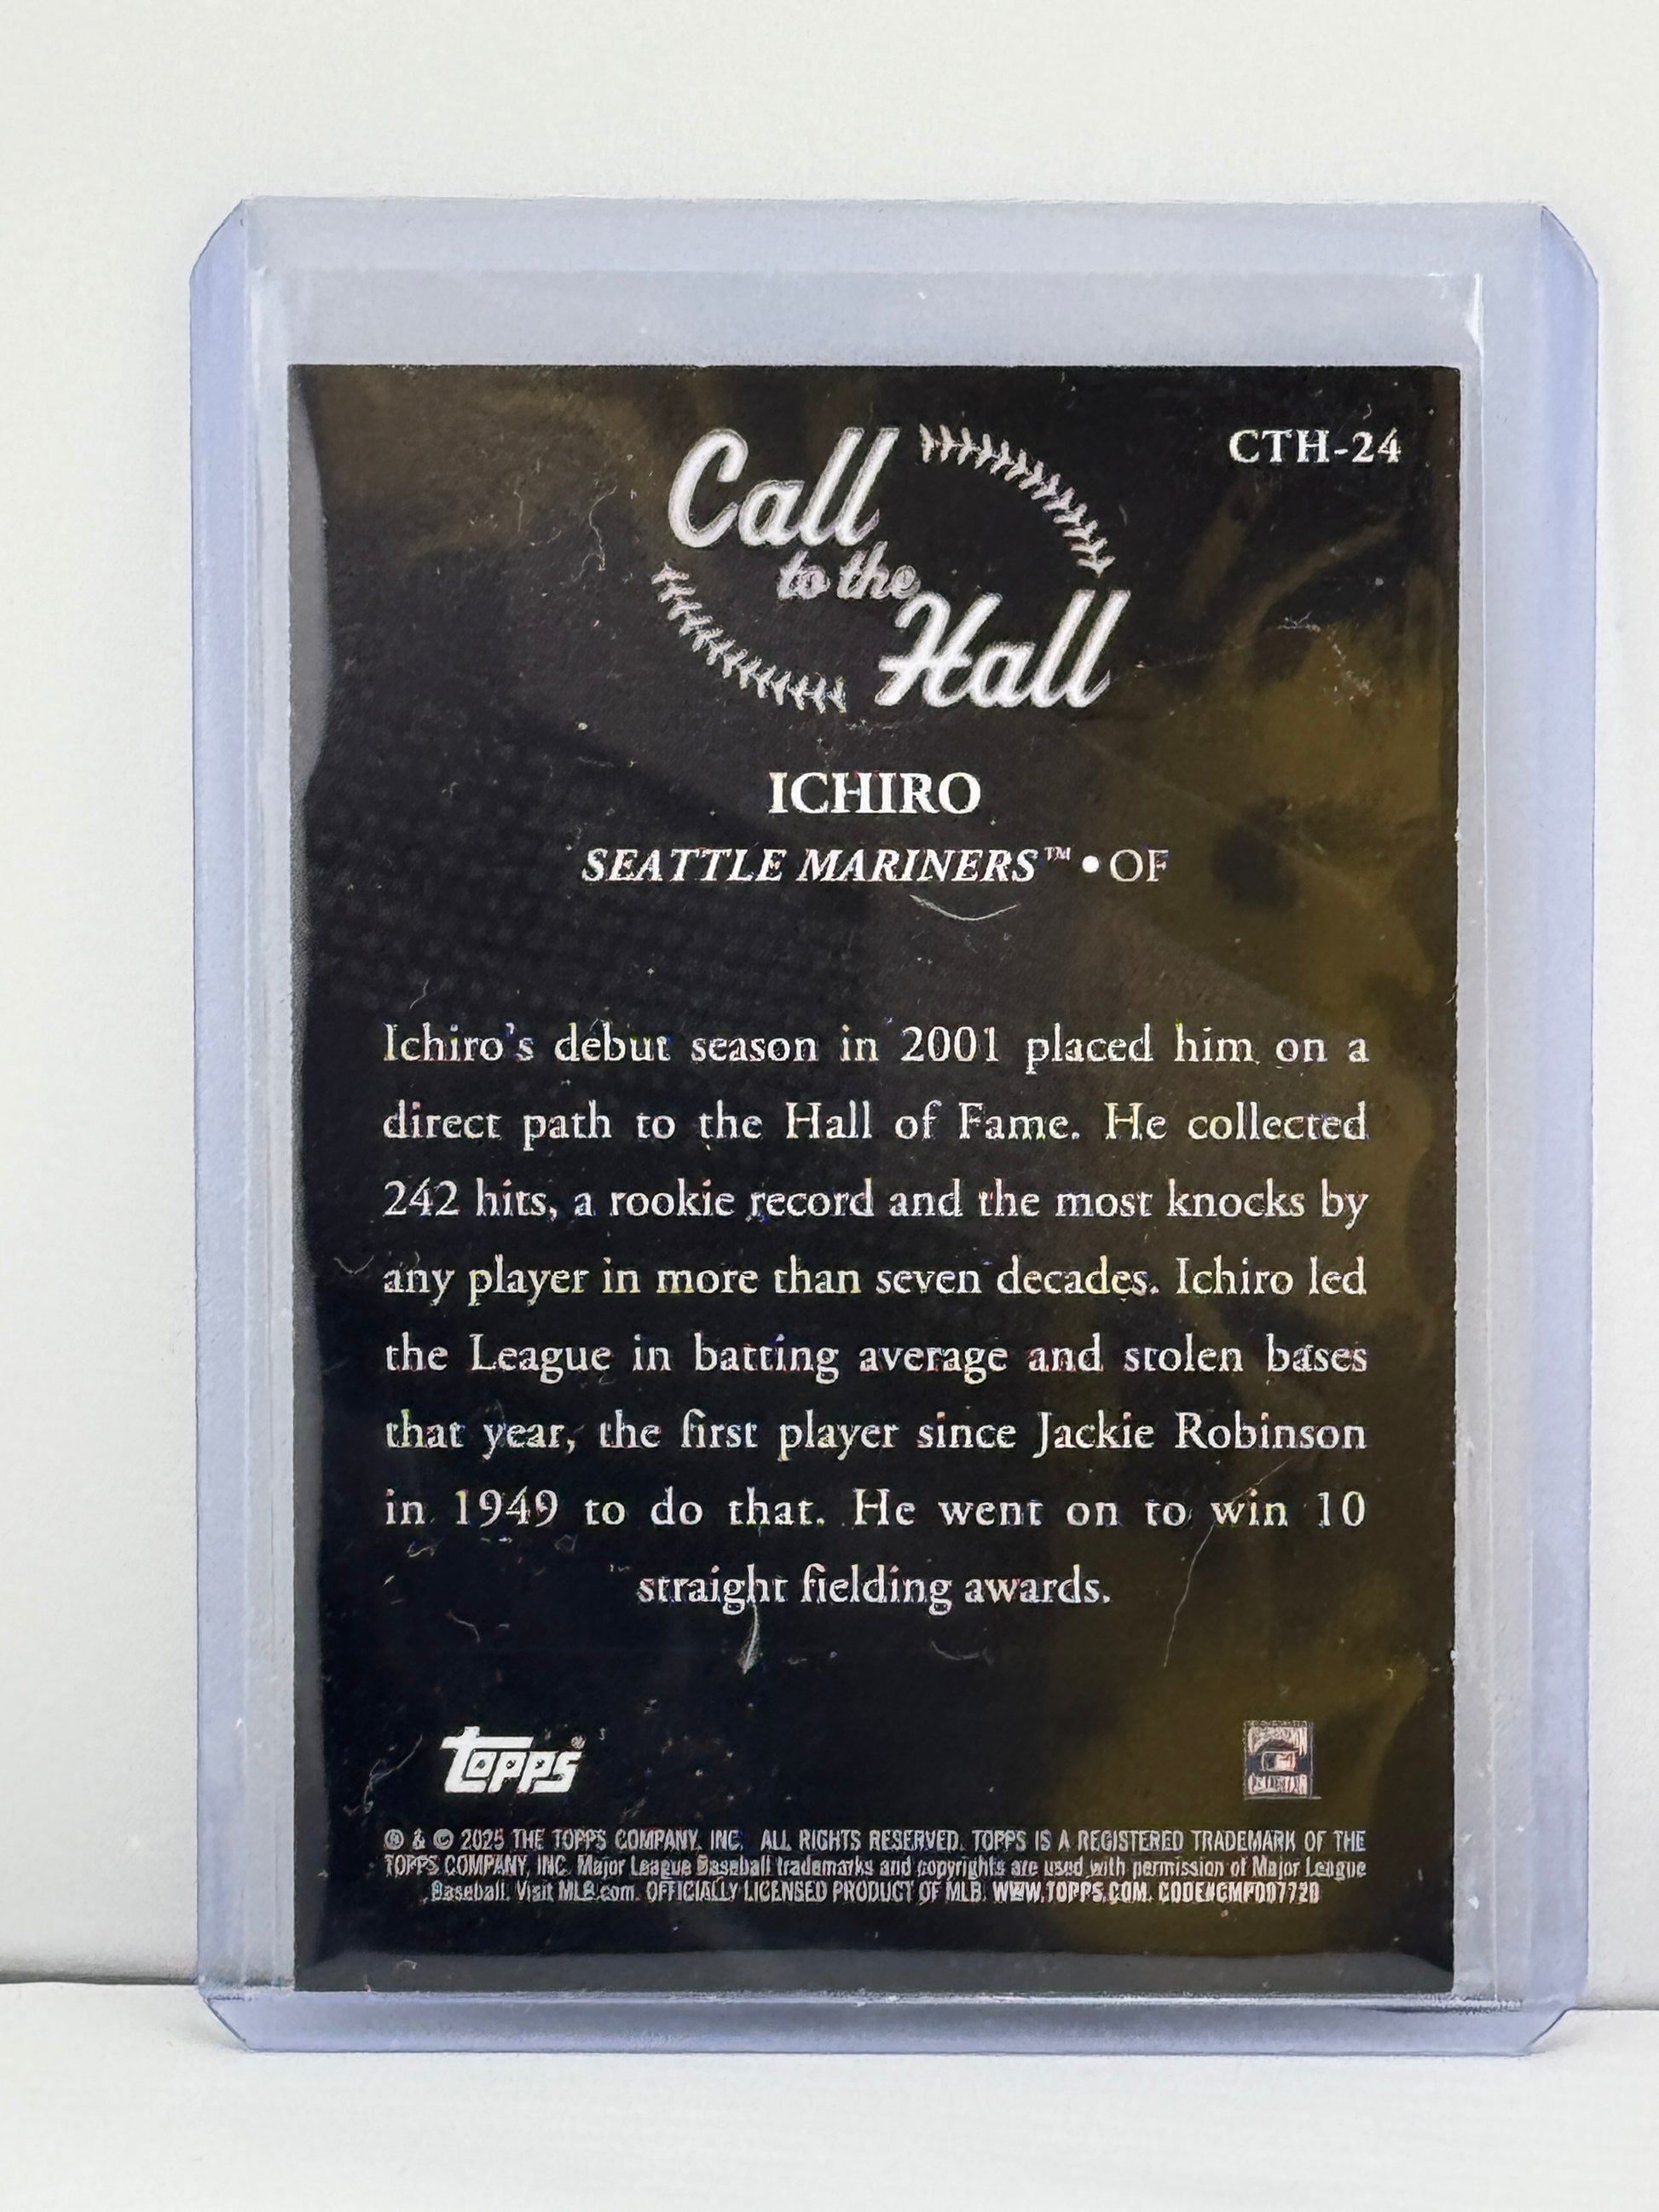 CTH-24
Call
to the
Hall
ICHIRO
SEATTLE MARINERS™ • OF
Ichiro's debut season in 2001 placed him on a
direct path to the Hall of Fame. He collected
242 hits, a rookie record and the most knocks by
any player in more than seven decades. Ichiro led
the League in batting average and stolen bases
that year, the first player since Jackie Robinson
in 1949 to do that. He went on to win 10
straight fielding awards.
topps
® & © 2025 THE TOPPS COMPANY, INC. ALL RIGHTS RESERVED. TOPPS IS A REGISTERED TRADEMARK OF THE
TOPPS COMPANY, INC. Major League Baseball trademarks and copyrights are used with permission of Major League
Baseball. Visit MLB.com. OFFICIALLY LICENSED PRODUCT OF MLB. WWW.TOPPS.COM. CODE#CMP007720